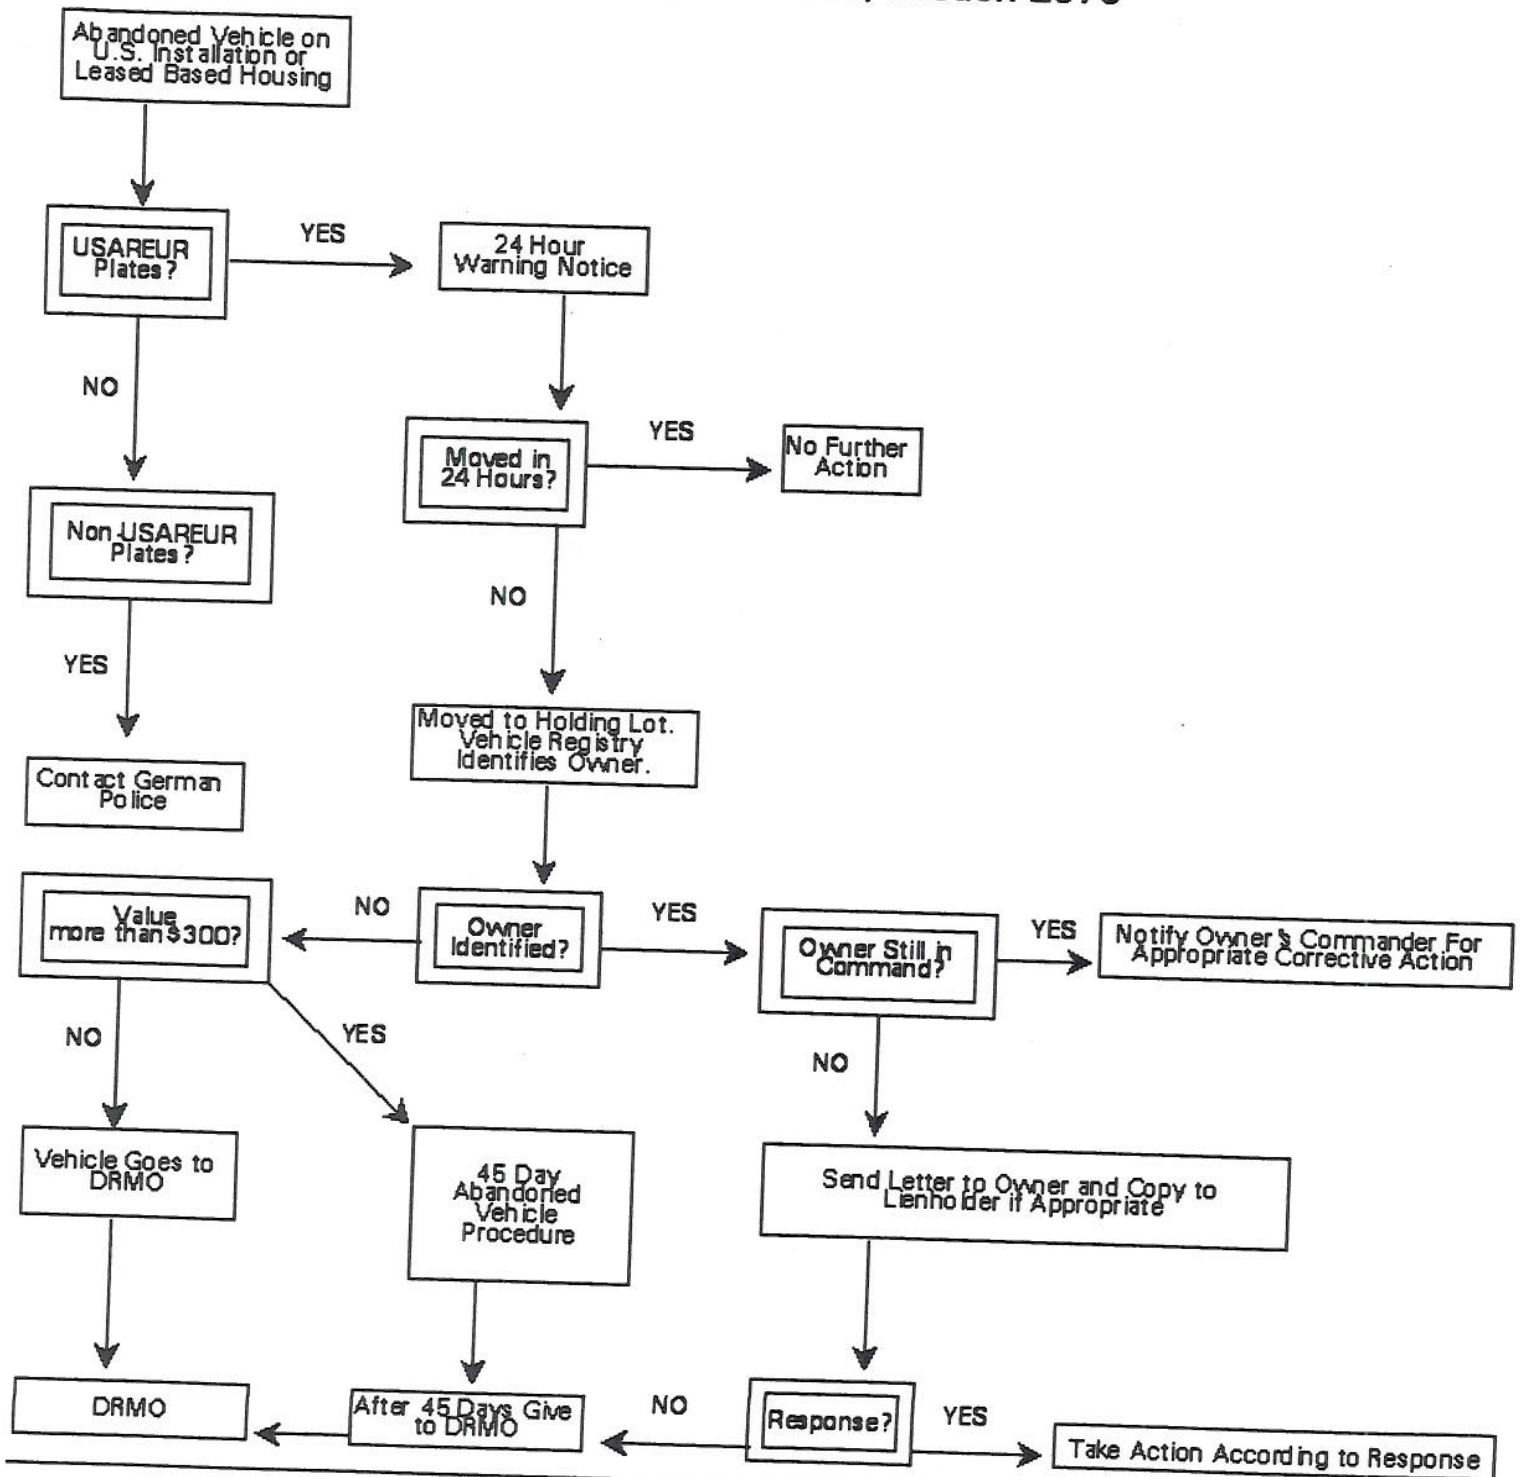 2575
Abandoned Vehicle on
U.S. Installation or
Leased Based Housing
USAREUR
Plates?
YES
24 Hour
Warning Notice
NO
Moved in
24 Hours?
YES
No Further
Action
Non-USAREUR
Plates?
NO
YES
Moved to Holding Lot.
Vehicle Registry
Identifies Owner.
Contact German
Police
Value
more than $300?
NO
Owner
Identified?
YES
Owner Still in
Command?
YES
Notify Owner's Commander For
Appropriate Corrective Action
NO
YES
NO
Vehicle Goes to
DRMO
45 Day
Abandoned
Vehicle
Procedure
Send Letter to Owner and Copy to
Lienholder if Appropriate
DRMO
After 45 Days Give
to DRMO
NO
Response?
YES
Take Action According to Response